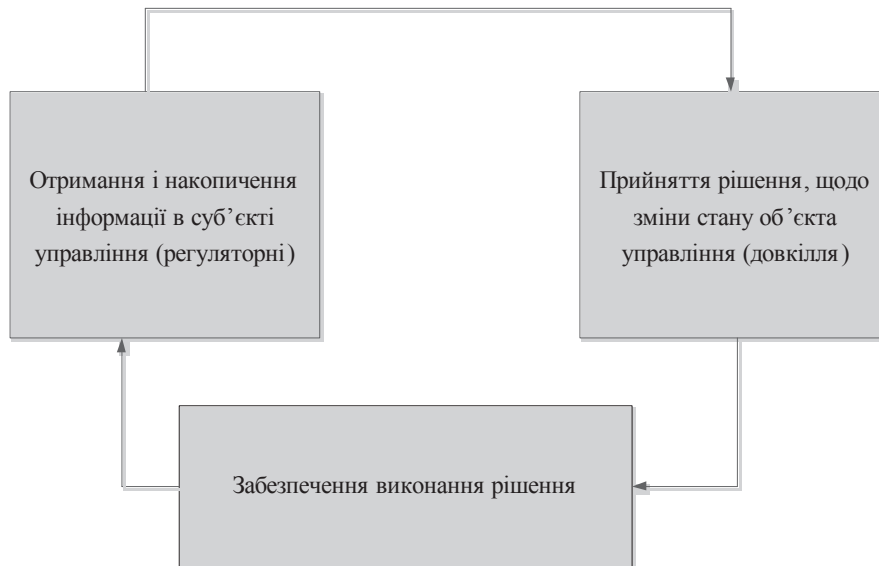 Отримання і накопичення
інформації в суб’єкті
управління (регуляторні)
Прийняття рішення, щодо
зміни стану об’єкта
управління (довкілля)
Забезпечення виконання рішення